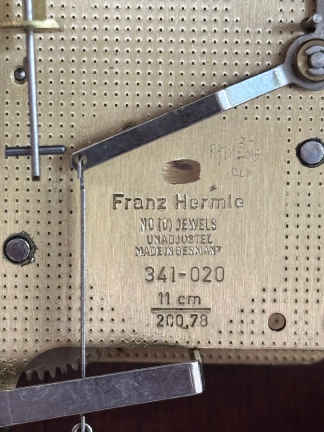 Franz Hermle
NO (0) JEWELS
UNADJUSTED
MADE IN GERMANY
341-020
11 cm
200,78